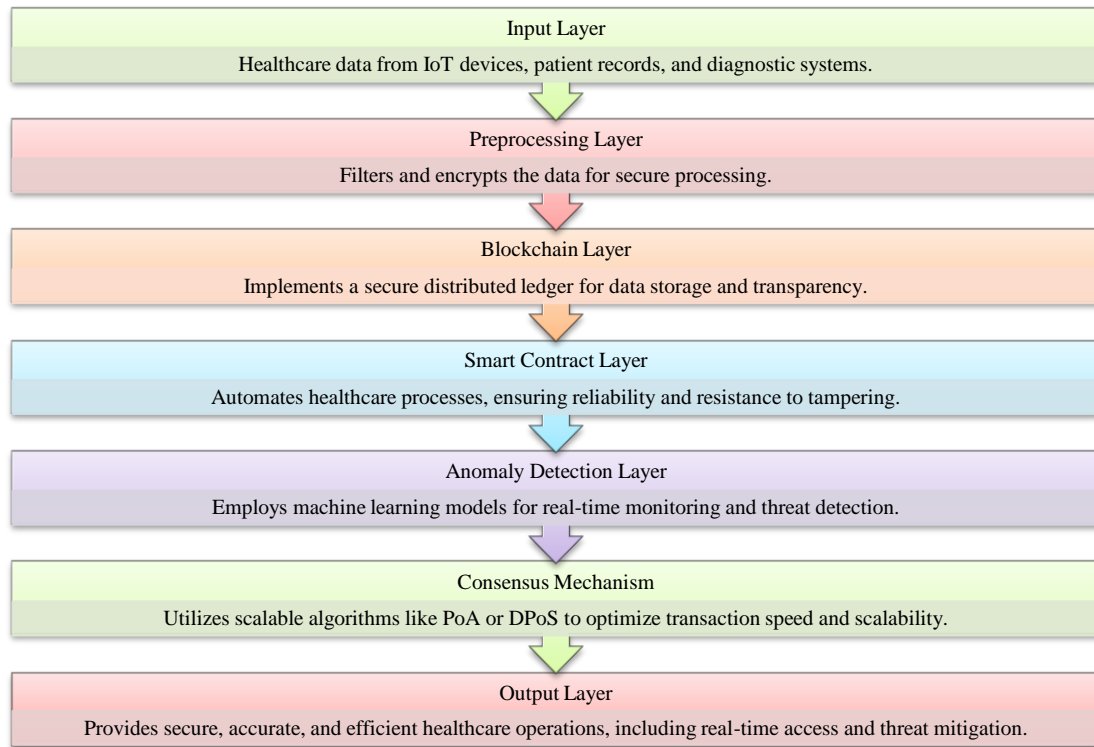 Input Layer
Healthcare data from IoT devices, patient records, and diagnostic systems.
Preprocessing Layer
Filters and encrypts the data for secure processing.
Blockchain Layer
Implements a secure distributed ledger for data storage and transparency.
Smart Contract Layer
Automates healthcare processes, ensuring reliability and resistance to tampering.
Anomaly Detection Layer
Employs machine learning models for real-time monitoring and threat detection.
Consensus Mechanism
Utilizes scalable algorithms like PoA or DPoS to optimize transaction speed and scalability.
Output Layer
Provides secure, accurate, and efficient healthcare operations, including real-time access and threat mitigation.